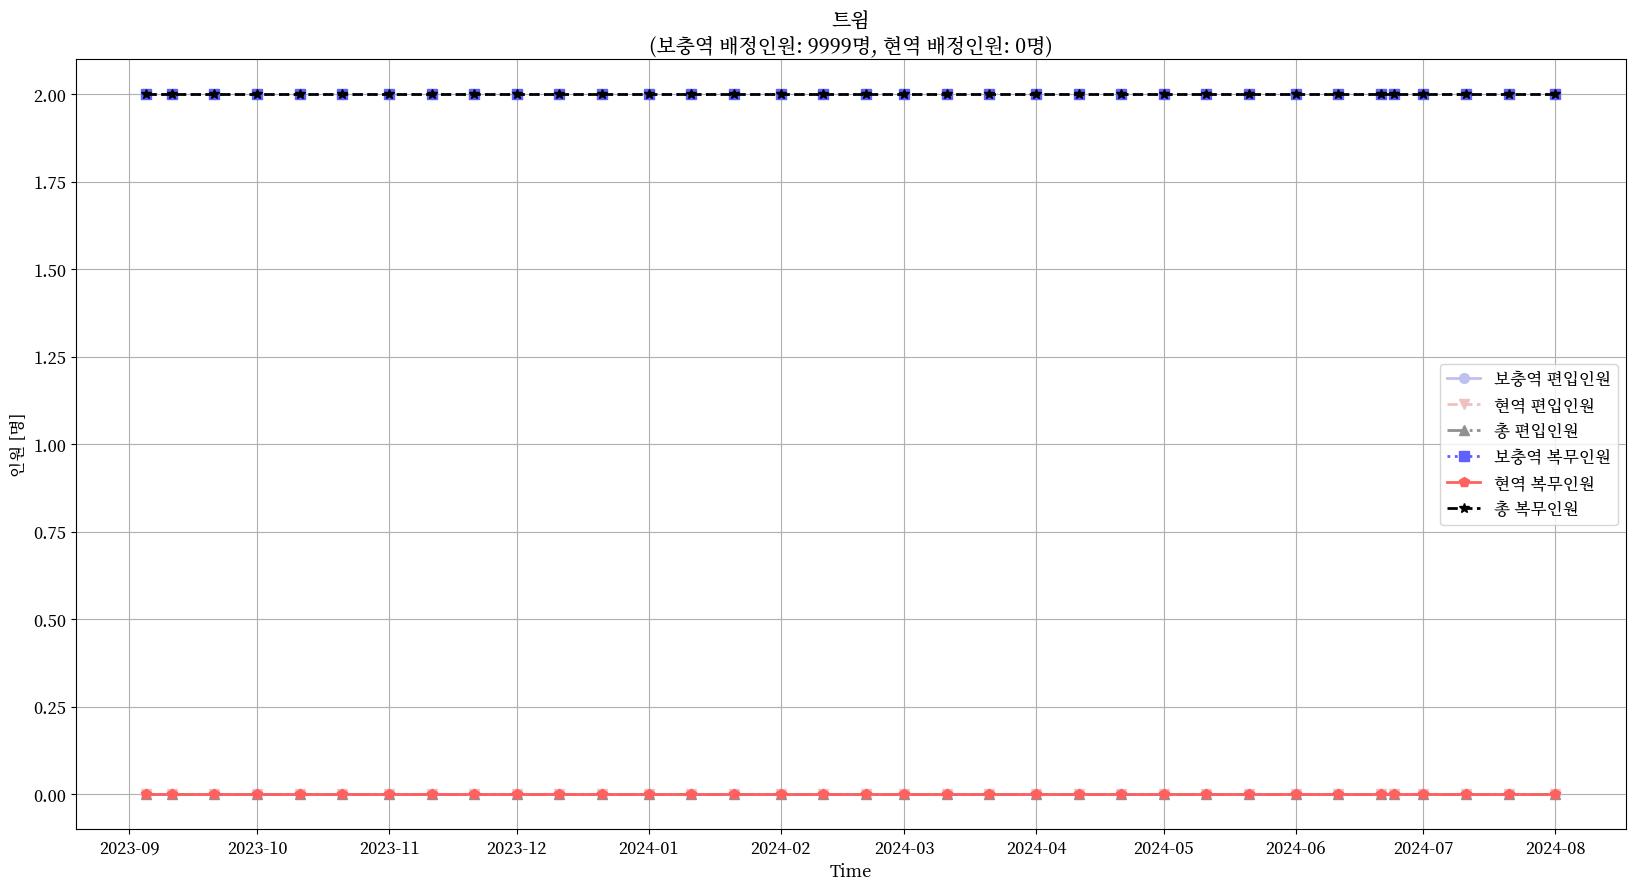 트윔
(보충역 배정인원: 9999명, 현역 배정인원: 0명)
2.00
1.75
1.50
1.25
1.00
0.75
0.50
0.25
0.00
인원 [명]
보충역 편입인원
현역 편입인원
총 편입인원
보충역 복무인원
현역 복무인원
총 복무인원
2023-09
2023-10
2023-11
2023-12
2024-01
2024-02
2024-03
2024-04
2024-05
2024-06
2024-07
2024-08
Time